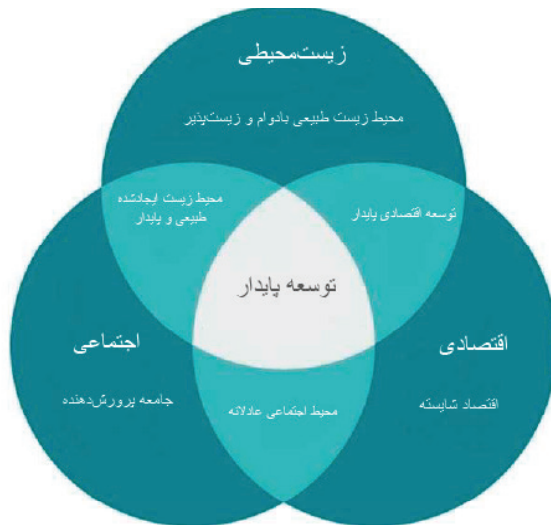 زیست‌محیطی
محیط زیست طبیعی بادوام و زیست‌پذیر
محیط زیست ایجادشده
طبیعی و پایدار
توسعه اقتصادی پایدار
توسعه پایدار
اقتصادی
اجتماعی
اقتصاد شایسته
محیط اجتماعی عادلانه
جامعه پرورش‌دهنده